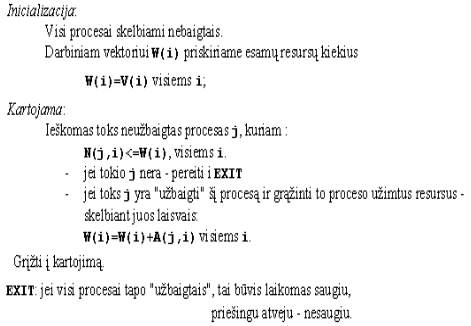 Inicializacija:
Visi procesai skelbiami nebaigtais.
Darbiniam vektoriui W(i) priskiriame esamų resursų kiekius
W(i)=V(i) visiems i;
Kartojama:
Ieškomas toks neužbaigtas procesas j, kuriam :
N(j,i)<=W(i), visiems i.
- jei tokio j nera - pereiti i EXIT
- jei toks j yra "užbaigti" šį procesą ir grąžinti to proceso užimtus resursus -
skelbiant juos laisvais:
W(i)=W(i)+A(j,i) visiems i.
Grįžti į kartojimą.
EXIT: jei visi procesai tapo "užbaigtais", tai būvis laikomas saugiu,
priešingu atveju - nesaugiu.